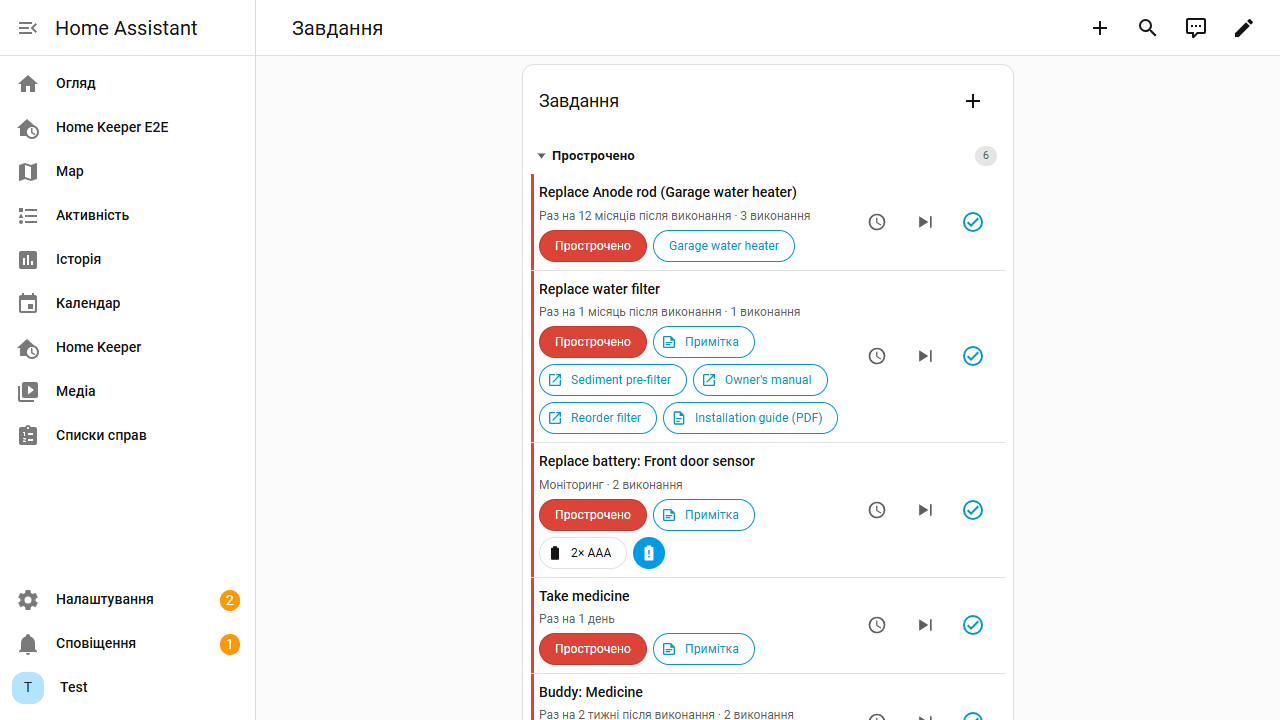 Home Assistant
Завдання
Огляд
Home Keeper E2E
Мар
Активність
Історія
Календар
Home Keeper
Медіа
Списки справ
Налаштування 2
Сповіщення 1
T Test
Завдання
Прострочено 6
Replace Anode rod (Garage water heater)
Раз на 12 місяців після виконання · 3 виконання
Прострочено Garage water heater
Replace water filter
Раз на 1 місяць після виконання · 1 виконання
Прострочено Примітка
Sediment pre-filter Owner's manual
Reorder filter Installation guide (PDF)
Replace battery: Front door sensor
Моніторинг · 2 виконання
Прострочено Примітка
2× AAA
Take medicine
Раз на 1 день
Прострочено Примітка
Buddy: Medicine
Раз на 2 тижні після виконання · 2 виконання